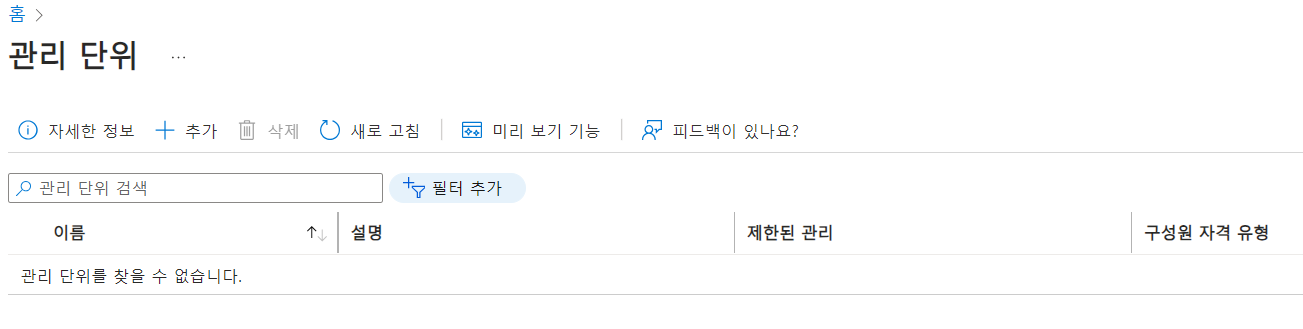 홈
관리 단위 ...
자세한 정보 추가 삭제 새로 고침 미리 보기 기능 피드백이 있나요?
관리 단위 검색 필터 추가
이름 설명 제한된 관리 구성원 자격 유형
관리 단위를 찾을 수 없습니다.